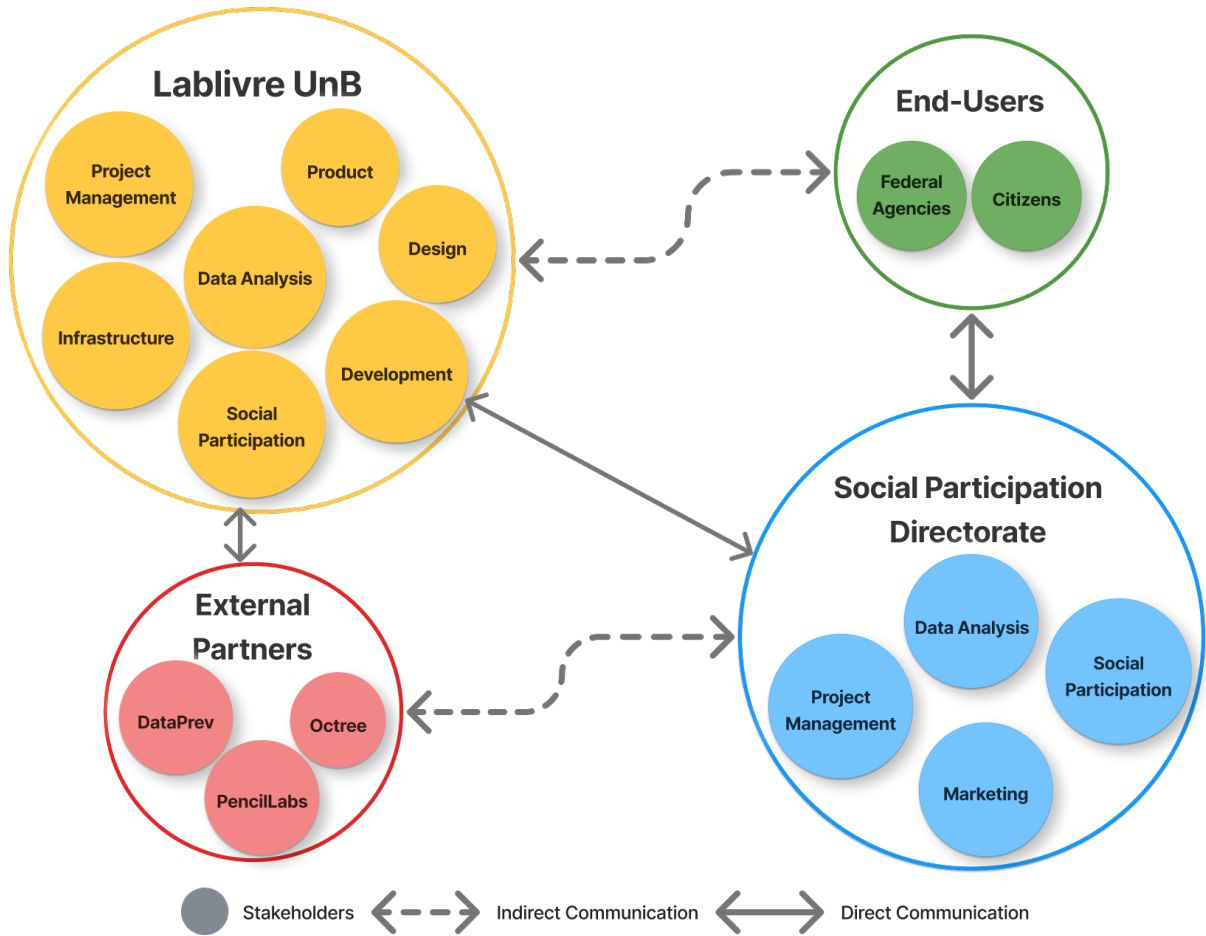 Lablivre UnB
Project
Management
Product
Design
Data Analysis
Infrastructure
Development
Social
Participation
End-Users
Federal
Agencies
Citizens
Social Participation
Directorate
Data Analysis
Social
Participation
Project
Management
Marketing
External
Partners
DataPrev
Octree
PencilLabs
Stakeholders
Indirect Communication
Direct Communication